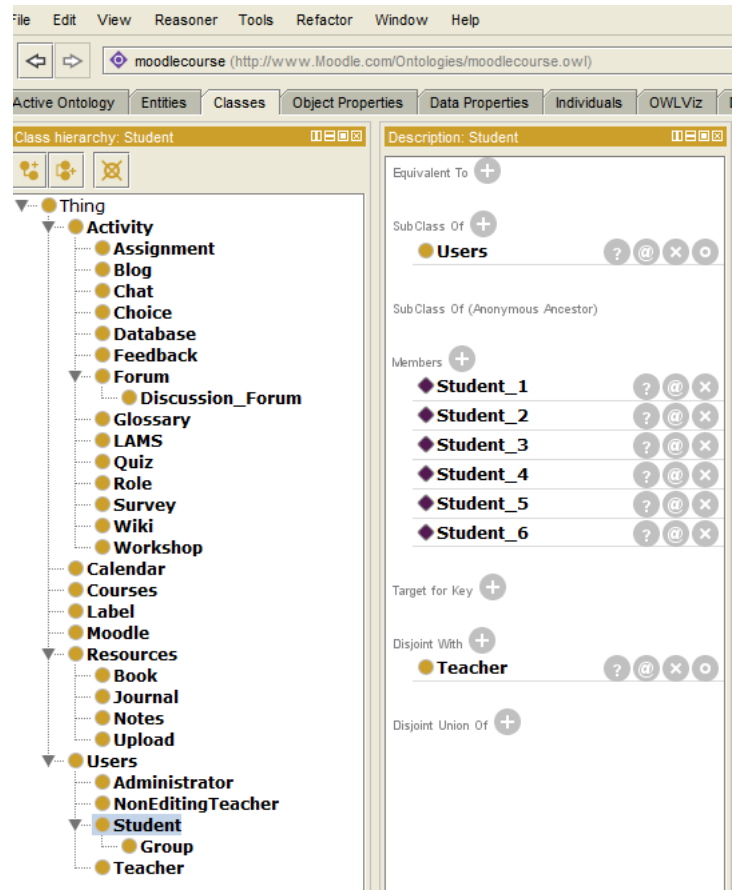 File Edit View Reasoner Tools Refactor Window Help
moodlecourse (http://www.Moodle.com/Ontologies/moodlecourse.owl)
Active Ontology Entities Classes Object Properties Data Properties Individuals OWLViz
Class hierarchy: Student
Thing
Activity
Assignment
Blog
Chat
Choice
Database
Feedback
Forum
Discussion_Forum
Glossary
LAMS
Quiz
Role
Survey
Wiki
Workshop
Calendar
Courses
Label
Moodle
Resources
Book
Journal
Notes
Upload
Users
Administrator
NonEditingTeacher
Student
Group
Teacher
Description: Student
Equivalent To
SubClass Of
Users
SubClass Of (Anonymous Ancestor)
Members
Student_1
Student_2
Student_3
Student_4
Student_5
Student_6
Target for Key
Disjoint With
Teacher
Disjoint Union Of